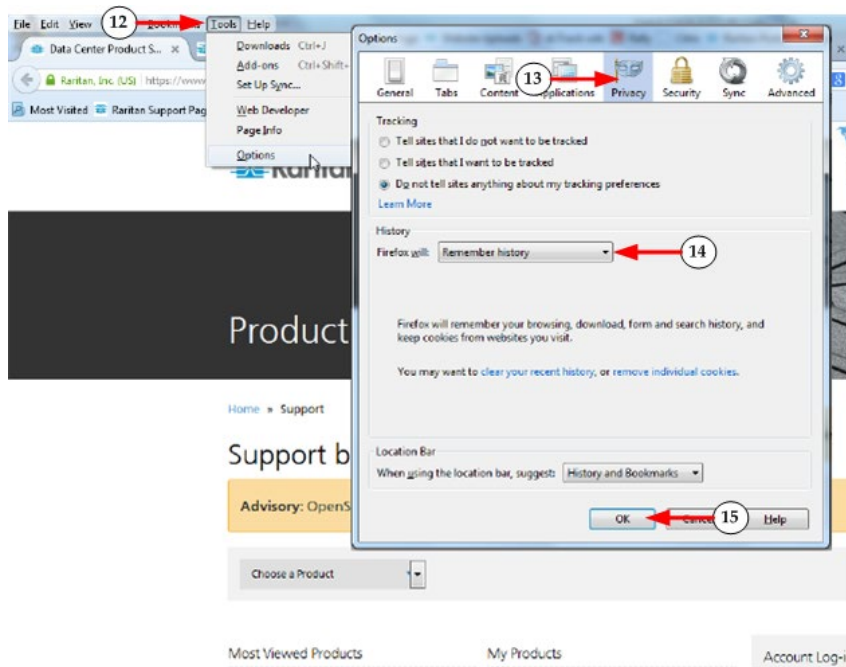 File Edit View
12
Tools Help
Data Center Product S...
Raritan, Inc. (US) https://www
Most Visited Raritan Support Pag
Downloads Ctrl+J
Add-ons Ctrl+Shift+
Set Up Sync...
Web Developer
Page Info
Options
Raritan
Options
13
General Tabs Content Applications Privacy Security Sync Advanced
Tracking
Tell sites that I do not want to be tracked
Tell sites that I want to be tracked
Do not tell sites anything about my tracking preferences
Learn More
History
Firefox will: Remember history
14
Firefox will remember your browsing, download, form and search history, and
keep cookies from websites you visit.
You may want to clear your recent history, or remove individual cookies.
Location Bar
When using the location bar, suggest: History and Bookmarks
OK 15 Help
Product
Home » Support
Support b
Advisory: OpenS
Choose a Product
Most Viewed Products My Products Account Log-i